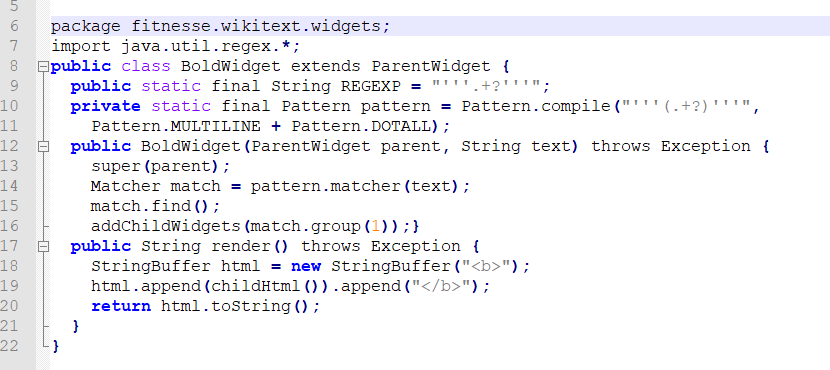 5
6 package fitnesse.wikitext.widgets;
7 import java.util.regex.*;
8 public class BoldWidget extends ParentWidget {
9   public static final String REGEXP = "'''.+?'''";
10   private static final Pattern pattern = Pattern.compile("'''(.+?)'''",
11     Pattern.MULTILINE + Pattern.DOTALL);
12   public BoldWidget(ParentWidget parent, String text) throws Exception {
13     super(parent);
14     Matcher match = pattern.matcher(text);
15     match.find();
16     addChildWidgets(match.group(1));}
17   public String render() throws Exception {
18     StringBuffer html = new StringBuffer("<b>");
19     html.append(childHtml()).append("</b>");
20     return html.toString();
21   }
22 }